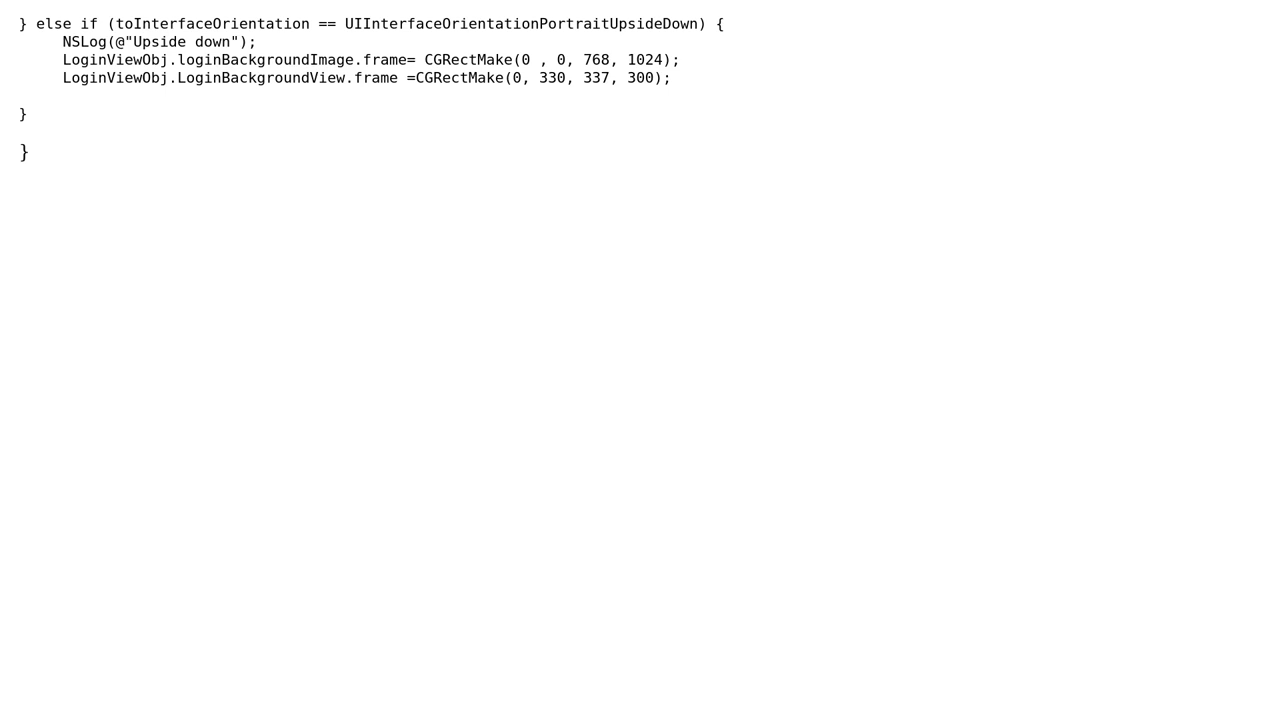 } else if (toInterfaceOrientation == UIInterfaceOrientationPortraitUpsideDown) {
     NSLog(@"Upside down");
     LoginViewObj.loginBackgroundImage.frame= CGRectMake(0 , 0, 768, 1024);
     LoginViewObj.LoginBackgroundView.frame =CGRectMake(0, 330, 337, 300);

}

}